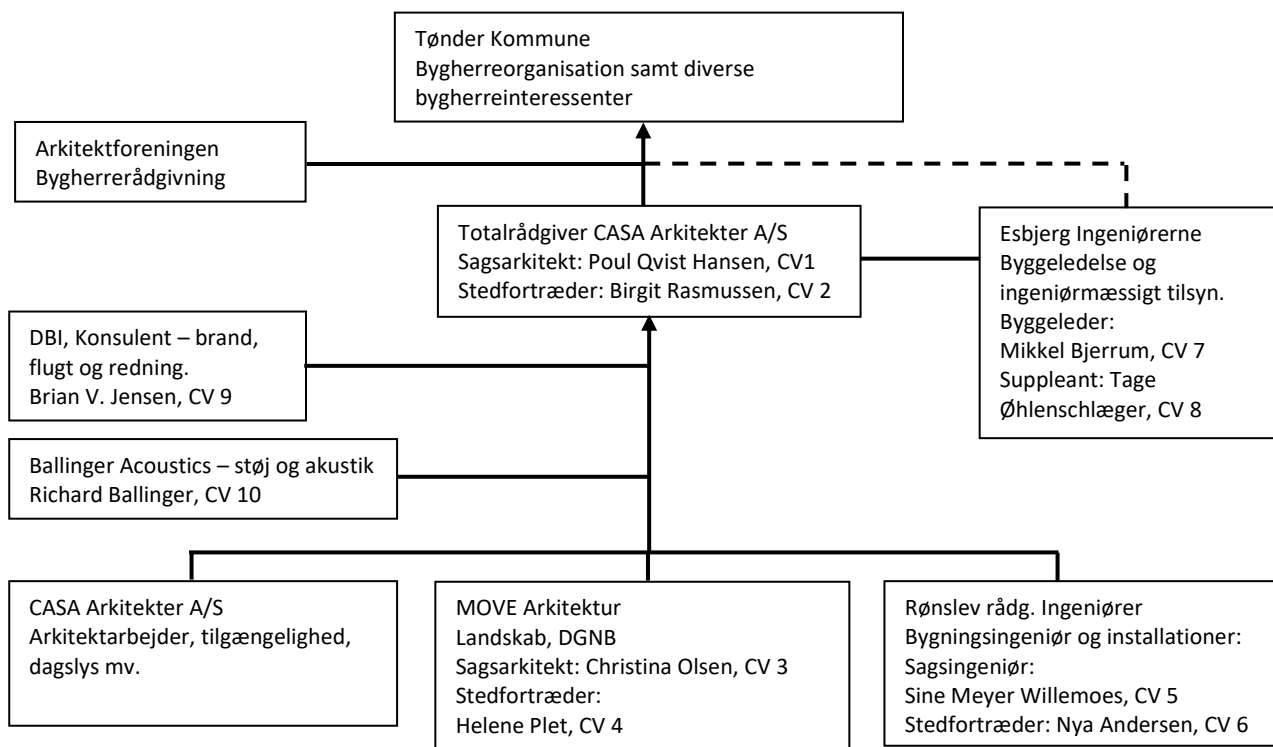 Tønder Kommune
Bygherreorganisation samt diverse
bygherreinteressenter
Arkitektforeningen
Bygherrerådgivning
Totalrådgiver CASA Arkitekter A/S
Sagsarkitekt: Poul Qvist Hansen, CV1
Stedfortræder: Birgit Rasmussen, CV 2
Esbjerg Ingeniørerne
Byggeledelse og
ingeniørmæssigt tilsyn.
Byggeleder:
Mikkel Bjerrum, CV 7
Suppleant: Tage
Øhlenschlæger, CV 8
DBI, Konsulent – brand,
flugt og redning.
Brian V. Jensen, CV 9
Ballinger Acoustics – støj og akustik
Richard Ballinger, CV 10
CASA Arkitekter A/S
Arkitektarbejder, tilgængelighed,
dagslys mv.
MOVE Arkitektur
Landskab, DGNB
Sagsarkitekt: Christina Olsen, CV 3
Stedfortræder:
Helene Plet, CV 4
Rønslev rådg. Ingeniører
Bygningsingeniør og installationer:
Sagsingeniør:
Sine Meyer Willemoes, CV 5
Stedfortræder: Nya Andersen, CV 6